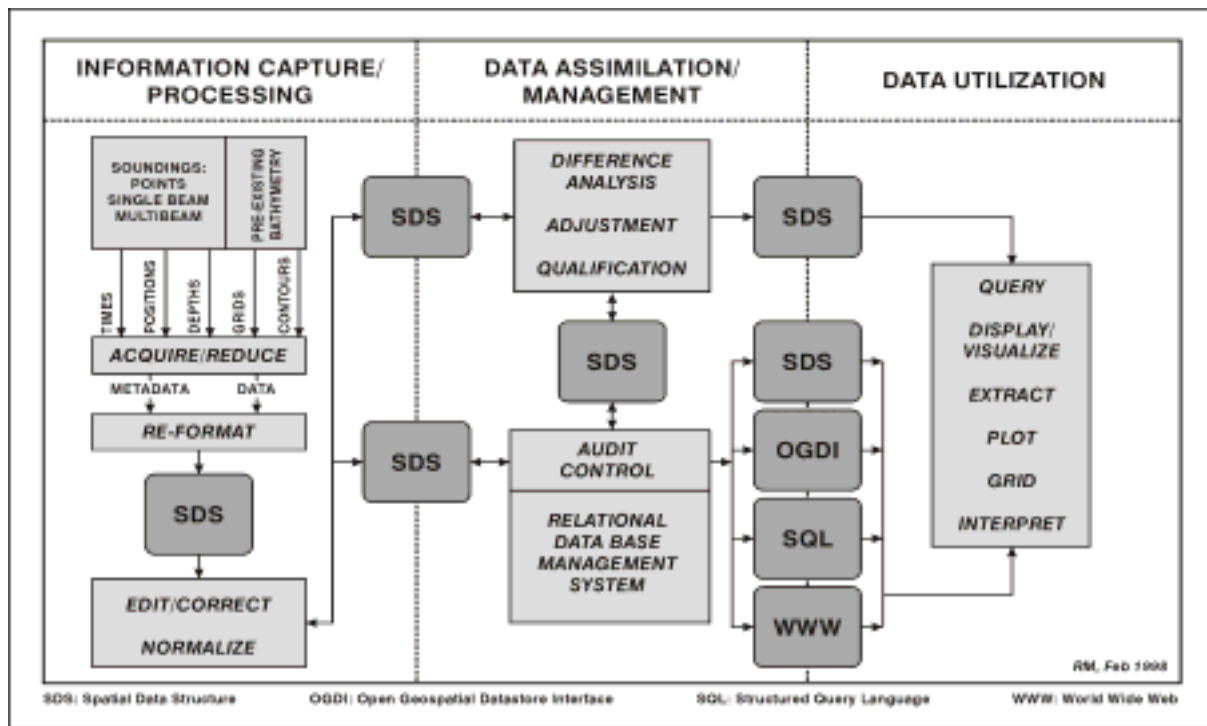 INFORMATION CAPTURE/
PROCESSING
DATA ASSIMILATION/
MANAGEMENT
DATA UTILIZATION
SOUNDINGS:
POINTS
SINGLE BEAM
MULTIBEAM
PRE-EXISTING
BATHYMETRY
TIMES
POSITIONS
DEPTHS
GRIDS
CONTOURS
ACQUIRE/REDUCE
METADATA
DATA
RE-FORMAT
SDS
EDIT/CORRECT
NORMALIZE
SDS
SDS
DIFFERENCE
ANALYSIS
ADJUSTMENT
QUALIFICATION
SDS
AUDIT
CONTROL
RELATIONAL
DATA BASE
MANAGEMENT
SYSTEM
SDS
SDS
OGDI
SQL
WWW
QUERY
DISPLAY/
VISUALIZE
EXTRACT
PLOT
GRID
INTERPRET
RM, Feb 1998
SDS: Spatial Data Structure
OGDI: Open Geospatial Datastore Interface
SQL: Structured Query Language
WWW: World Wide Web